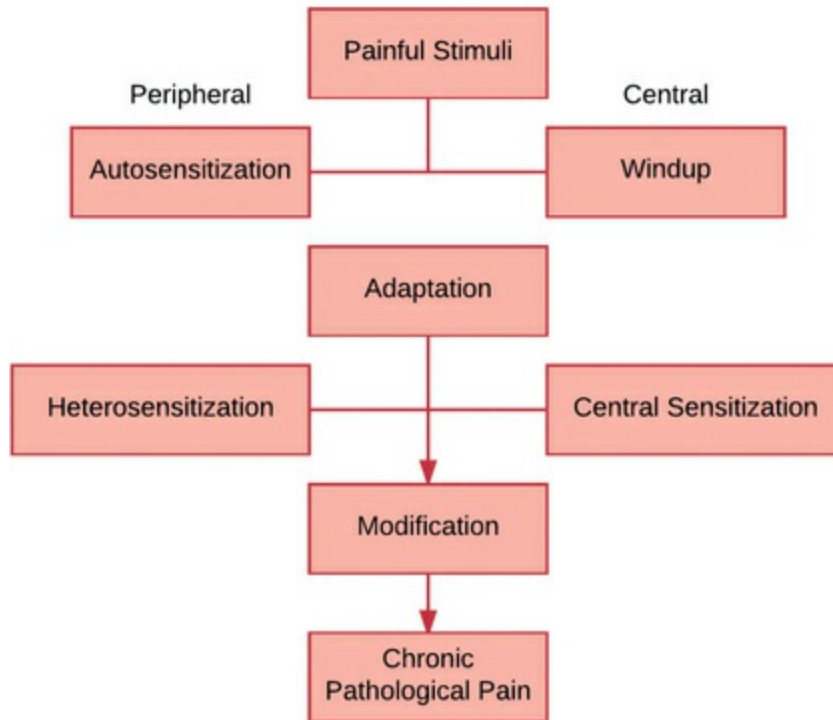 Painful Stimuli
Peripheral
Central
Autosensitization
Windup
Adaptation
Heterosensitization
Central Sensitization
Modification
Chronic
Pathological Pain